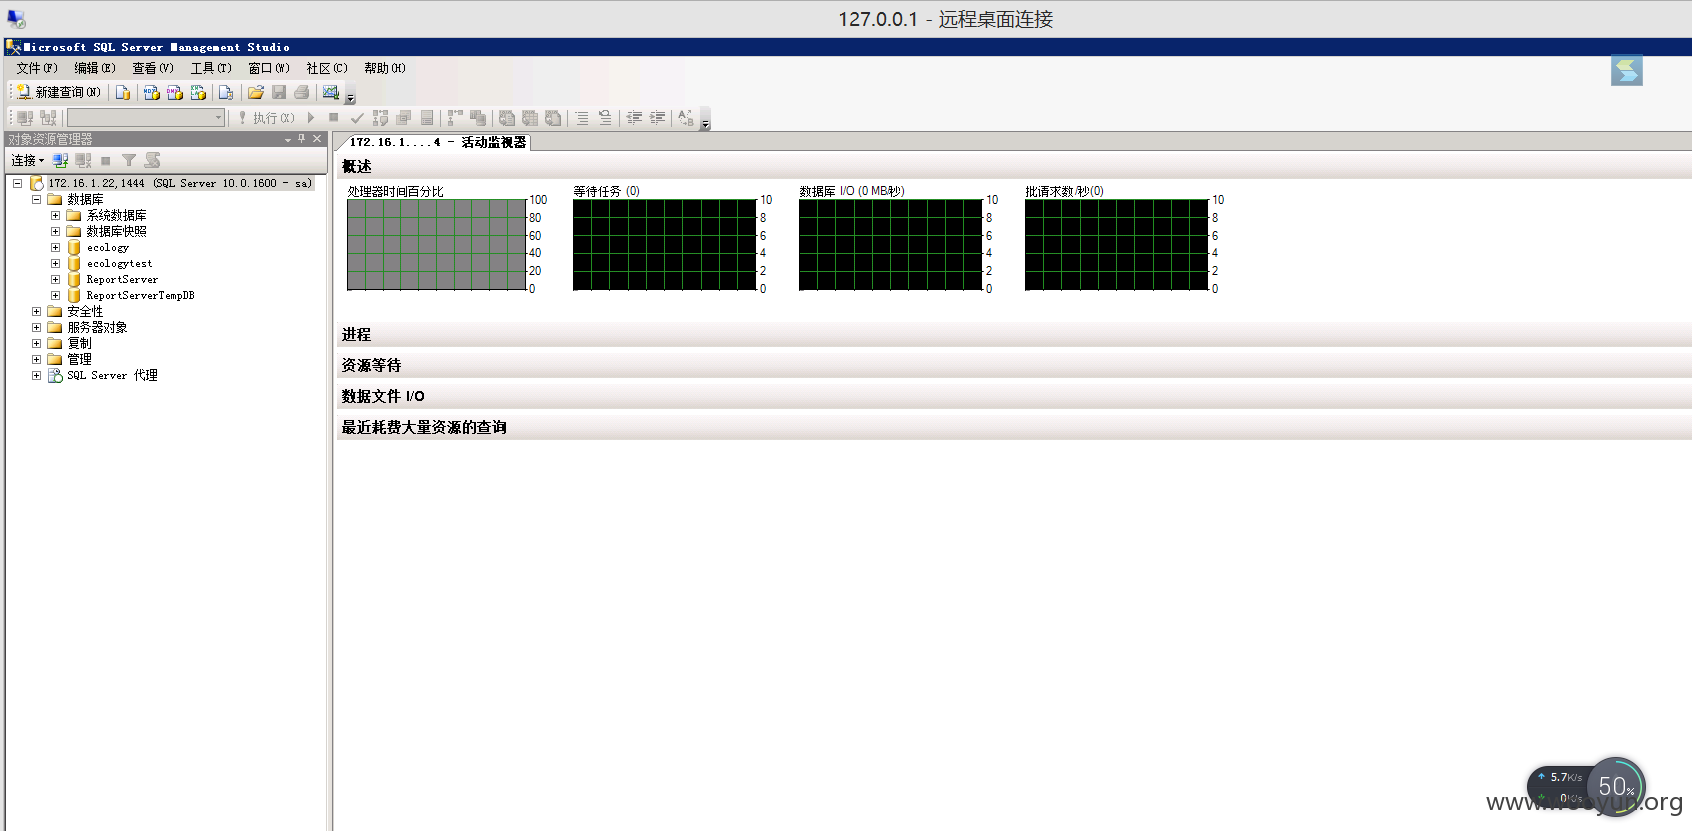 127.0.0.1 - 远程桌面连接
Microsoft SQL Server Management Studio
文件(F) 编辑(E) 查看(V) 工具(T) 窗口(W) 社区(C) 帮助(H)
新建查询(N)
执行(X)
对象资源管理器
连接
172.16.1.22,1444 (SQL Server 10.0.1600 - sa)
数据库
系统数据库
数据库快照
ecology
ecologytest
ReportServer
ReportServerTempDB
安全性
服务器对象
复制
管理
SQL Server 代理
172.16.1....4 - 活动监视器
概述
处理器时间百分比
100
80
60
40
20
0
等待任务 (0)
10
8
6
4
2
0
数据库 I/O (0 MB/秒)
10
8
6
4
2
0
批请求数/秒(0)
10
8
6
4
2
0
进程
资源等待
数据文件 I/O
最近耗费大量资源的查询
5.7K/s
0K/s
50%
www.wooyun.org